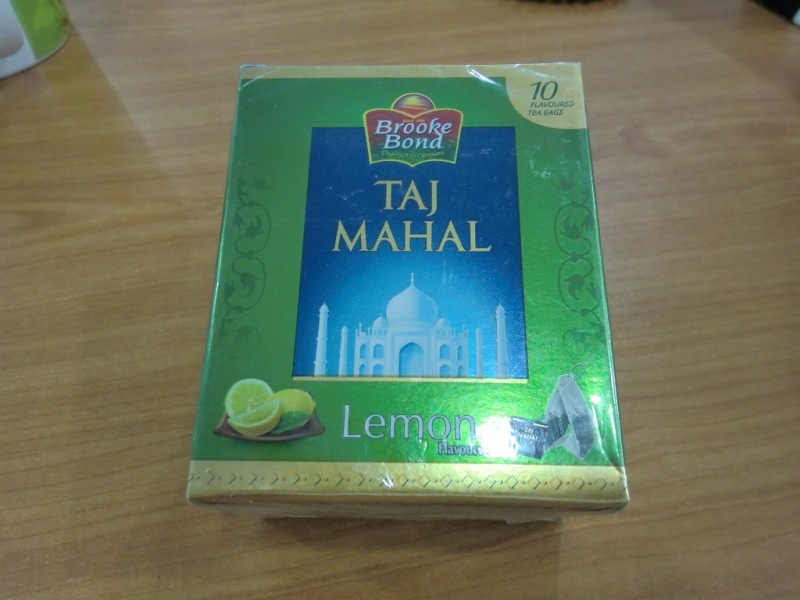 10
FLAVOURED
TEA BAGS
Brooke
Bond
TAJ
MAHAL
Lemon